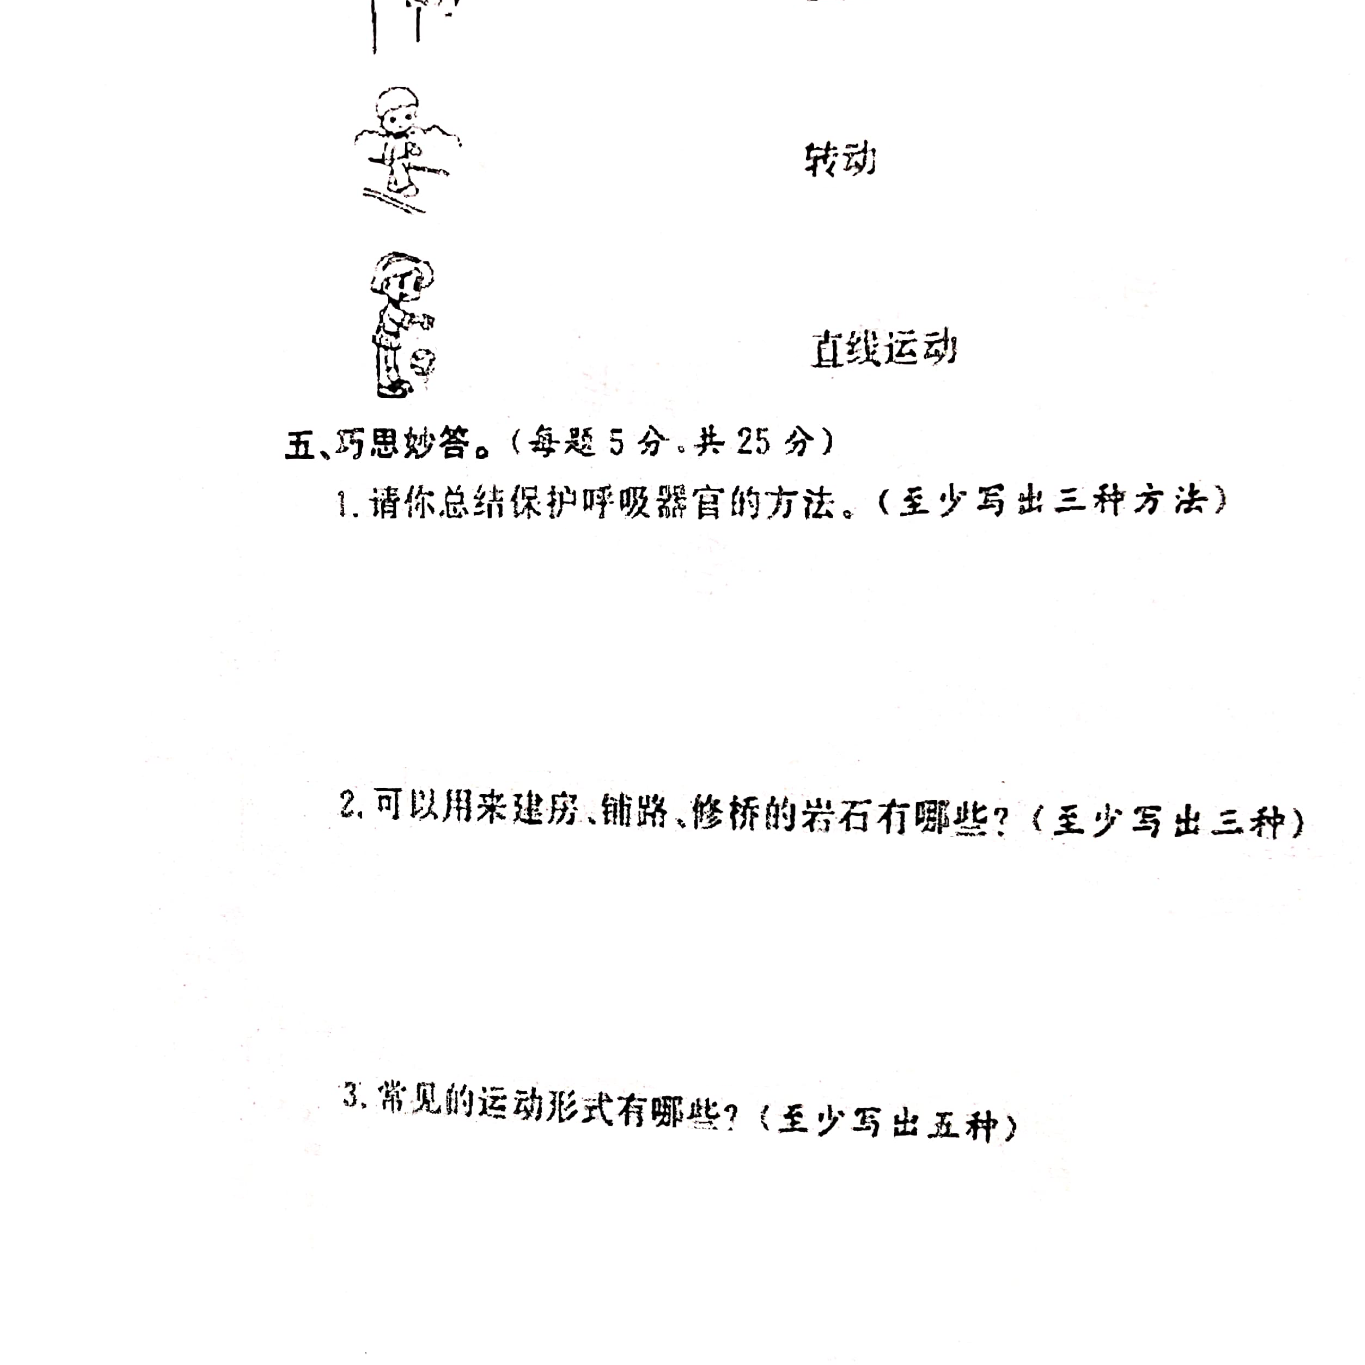 转动
直线运动
五、巧思妙答。（每题5分。共25分）
1.请你总结保护呼吸器官的方法。（至少写出三种方法）
2.可以用来建房、铺路、修桥的岩石有哪些?（至少写出三种）
3.常见的运动形式有哪些?（至少写出五种）